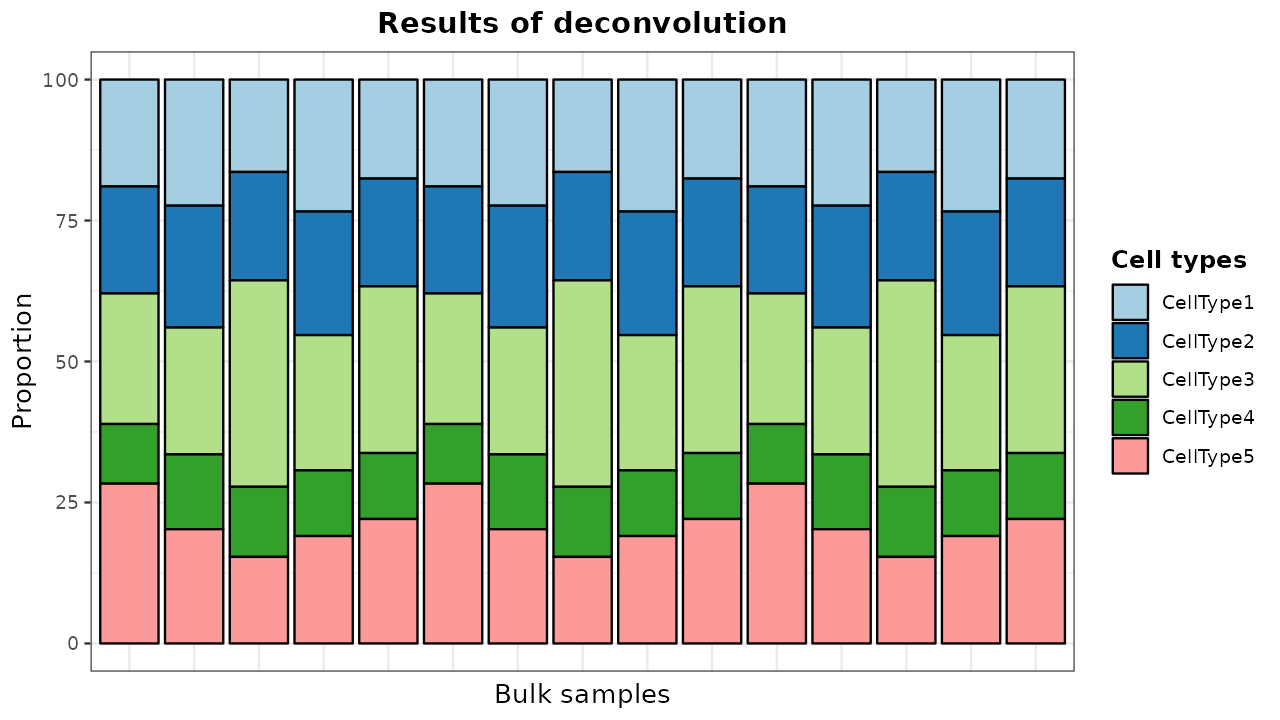 Results of deconvolution
Proportion
100
75
50
25
0
Bulk samples
Cell types
CellType1
CellType2
CellType3
CellType4
CellType5